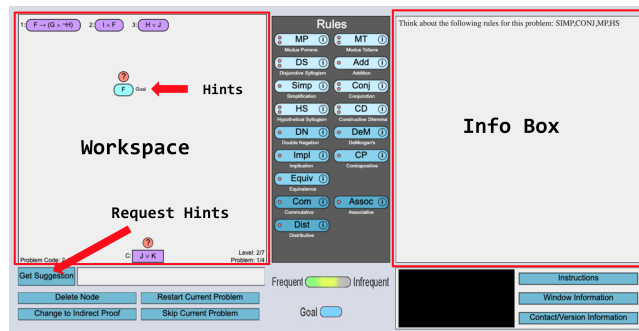 1: F → (G ∧ ¬H) 2: I ∧ F 3: H ∨ J
?
F Goal
Hints
Workspace
Request Hints
?
C: J ∨ K
Level: 2/7
Problem Code: 2
Problem: 1/4
Get Suggestion
Delete Node Restart Current Problem
Change to Indirect Proof Skip Current Problem
Rules
MP i MT i
Modus Ponens Modus Tollens
DS i Add i
Disjunctive Syllogism Addition
Simp i Conj i
Simplification Conjunction
HS i CD i
Hypothetical Syllogism Constructive Dilemma
DN i DeM i
Double Negation DeMorgan's
Impl i CP i
Implication Contrapositive
Equiv i
Equivalence
Com i Assoc i
Commutative Associative
Dist i
Distributive
Frequent Infrequent
Goal
Think about the following rules for this problem: SIMP,CONJ,MP,HS
Info Box
Instructions
Window Information
Contact/Version Information